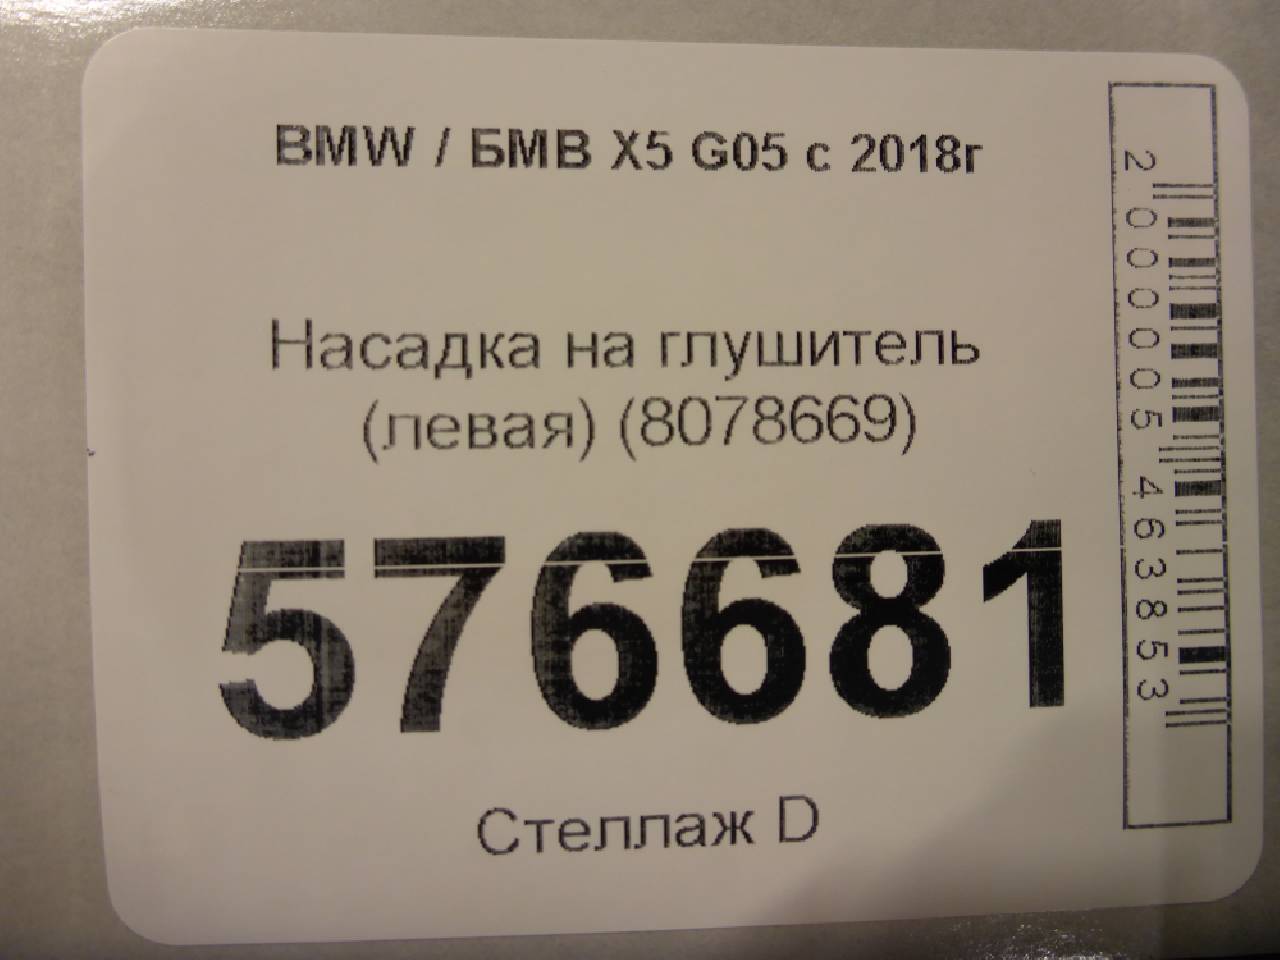 BMW / БМВ X5 G05 с 2018г
Насадка на глушитель
(левая) (8078669)
576681
Стеллаж D
2000005463853